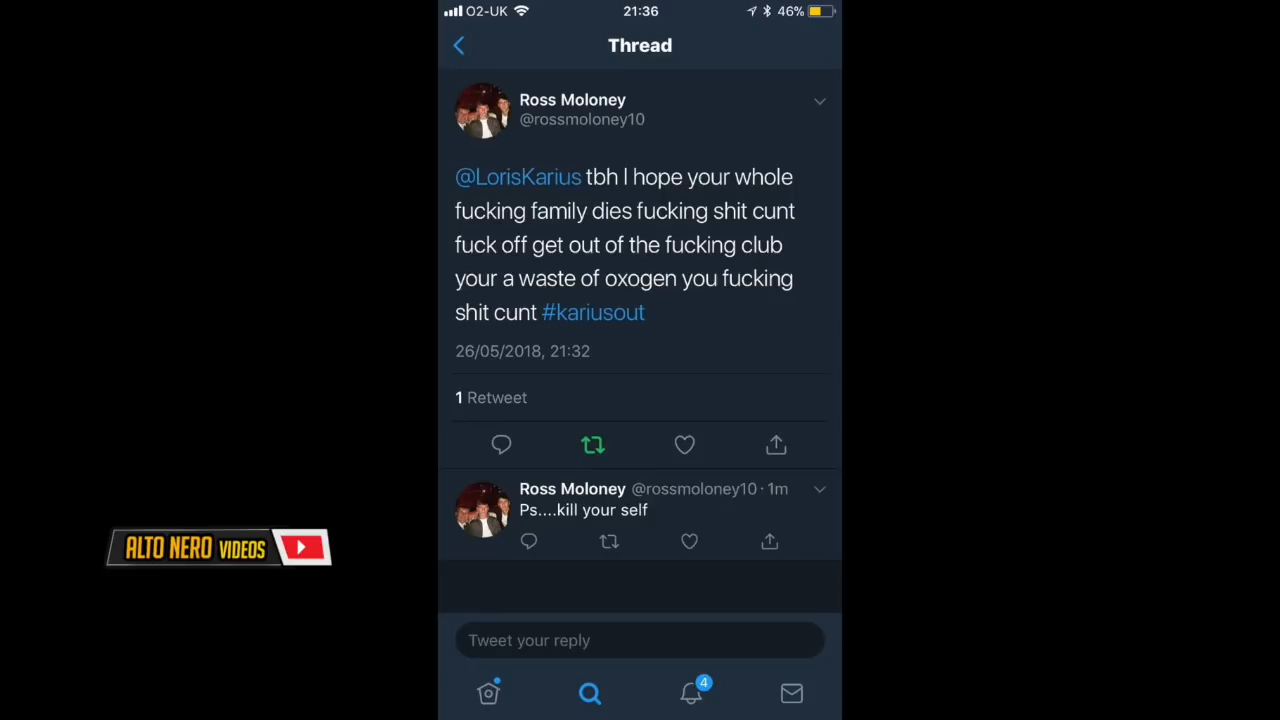 O2-UK 21:36 46%
Thread
Ross Moloney
@rossmoloney10
@LorisKarius tbh I hope your whole
fucking family dies fucking shit cunt
fuck off get out of the fucking club
your a waste of oxogen you fucking
shit cunt #kariusout
26/05/2018, 21:32
1 Retweet
Ross Moloney @rossmoloney10 · 1m
Ps....kill your self
ALTO NERO VIDEOS
Tweet your reply
4